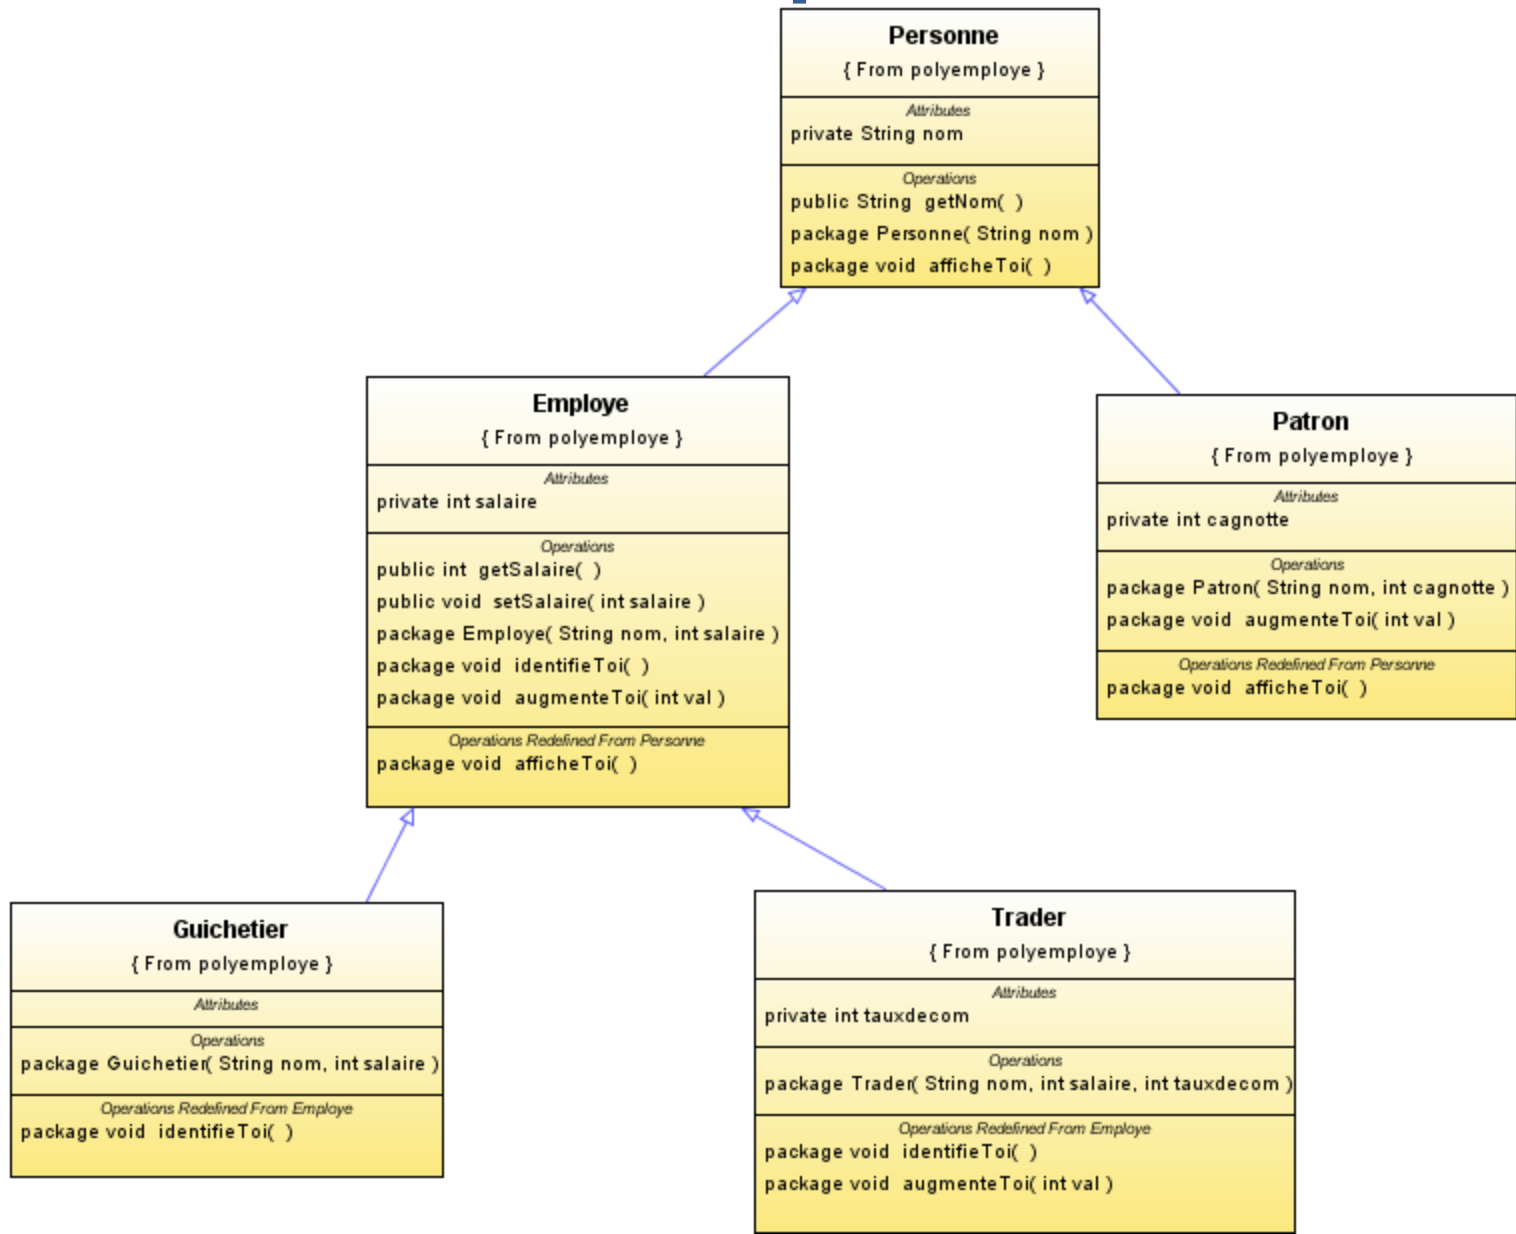 Personne
{ From polyemploye }
Attributes
private String nom
Operations
public String getNom( )
package Personne( String nom )
package void afficheToi( )
Employe
{ From polyemploye }
Attributes
private int salaire
Operations
public int getSalaire( )
public void setSalaire( int salaire )
package Employe( String nom, int salaire )
package void identifieToi( )
package void augmenteToi( int val )
Operations Redefined From Personne
package void afficheToi( )
Patron
{ From polyemploye }
Attributes
private int cagnotte
Operations
package Patron( String nom, int cagnotte )
package void augmenteToi( int val )
Operations Redefined From Personne
package void afficheToi( )
Guichetier
{ From polyemploye }
Attributes
Operations
package Guichetier( String nom, int salaire )
Operations Redefined From Employe
package void identifieToi( )
Trader
{ From polyemploye }
Attributes
private int tauxdecom
Operations
package Trader( String nom, int salaire, int tauxdecom )
Operations Redefined From Employe
package void identifieToi( )
package void augmenteToi( int val )